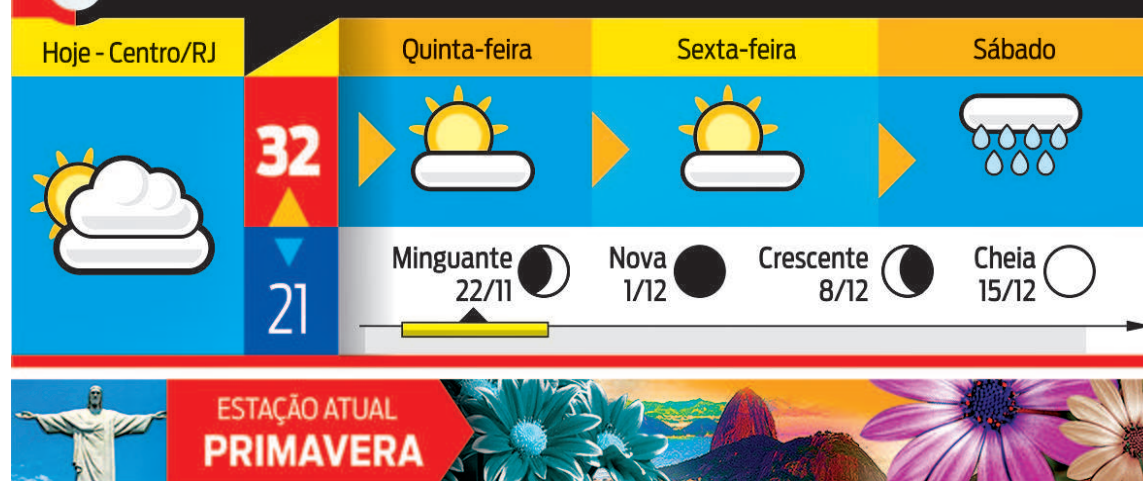 Hoje - Centro/RJ
Quinta-feira
Sexta-feira
Sábado
32
21
Minguante
22/11
Nova
1/12
Crescente
8/12
Cheia
15/12
ESTAÇÃO ATUAL
PRIMAVERA